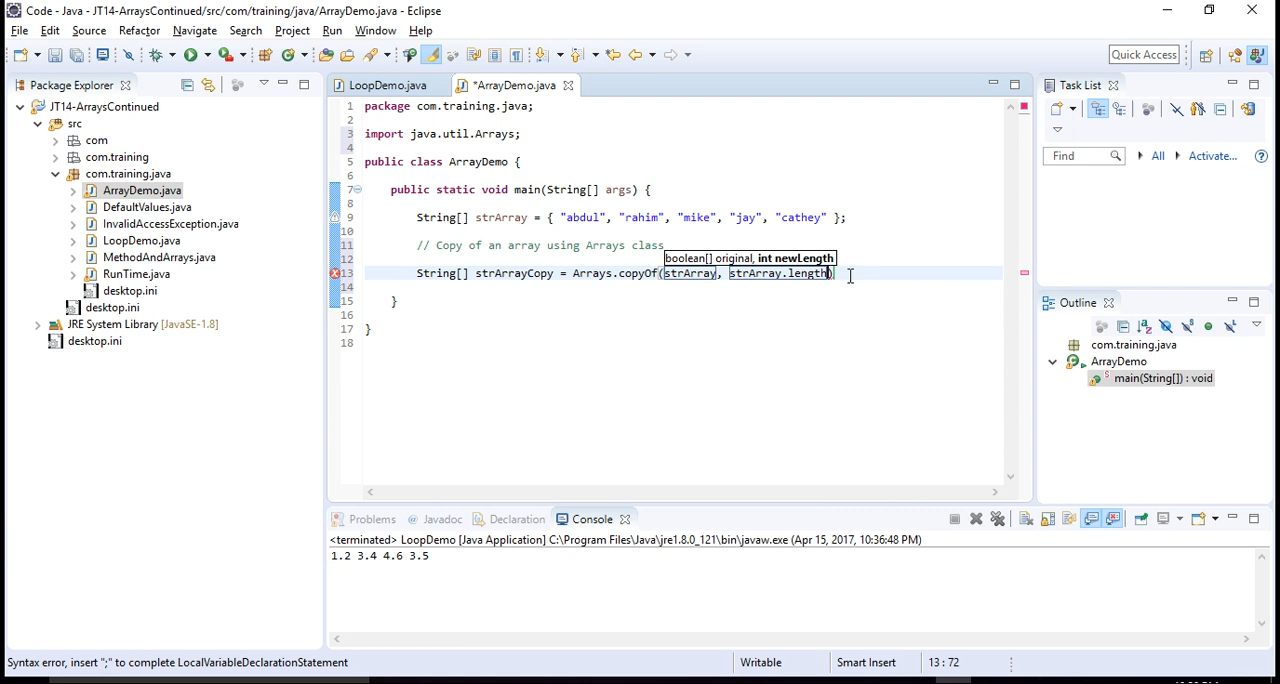 Code - Java - JT14-ArraysContinued/src/com/training/java/ArrayDemo.java - Eclipse
File Edit Source Refactor Navigate Search Project Run Window Help
Quick Access
Package Explorer
JT14-ArraysContinued
src
com
com.training
com.training.java
ArrayDemo.java
DefaultValues.java
InvalidAccessException.java
LoopDemo.java
MethodAndArrays.java
RunTime.java
desktop.ini
desktop.ini
JRE System Library [JavaSE-1.8]
desktop.ini
LoopDemo.java *ArrayDemo.java
1 package com.training.java;
2
3 import java.util.Arrays;
4
5 public class ArrayDemo {
6
7 public static void main(String[] args) {
8
9 String[] strArray = { "abdul", "rahim", "mike", "jay", "cathey" };
10
11 // Copy of an array using Arrays class
boolean[] original, int newLength
13 String[] strArrayCopy = Arrays.copyOf(strArray, strArray.length)
14
15 }
16
17 }
18
Task List
Find All Activate...
Outline
com.training.java
ArrayDemo
main(String[]) : void
Problems @ Javadoc Declaration Console
<terminated> LoopDemo [Java Application] C:\Program Files\Java\jre1.8.0_121\bin\javaw.exe (Apr 15, 2017, 10:36:48 PM)
1.2 3.4 4.6 3.5
Syntax error, insert ";" to complete LocalVariableDeclarationStatement Writable Smart Insert 13 : 72